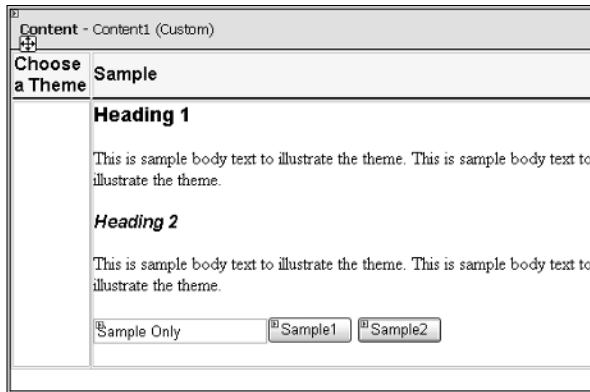 Content - Content1 (Custom)
Choose
a Theme
Sample
Heading 1
This is sample body text to illustrate the theme. This is sample body text to
illustrate the theme.
Heading 2
This is sample body text to illustrate the theme. This is sample body text to
illustrate the theme.
Sample Only Sample1 Sample2